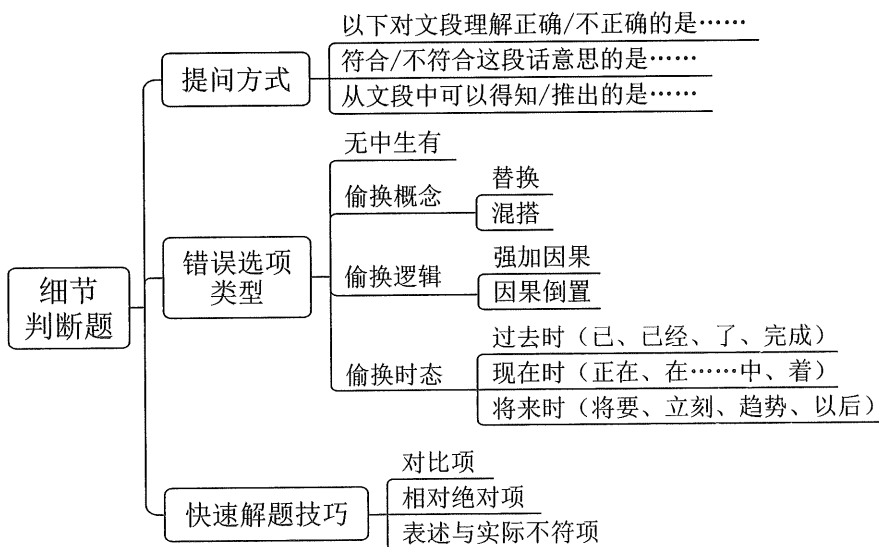 以下对文段理解正确/不正确的是……
提问方式
符合/不符合这段话意思的是……
从文段中可以得知/推出的是……
无中生有
偷换概念
替换
混搭
细节
判断题
错误选项
类型
偷换逻辑
强加因果
因果倒置
偷换时态
过去时（已、已经、了、完成）
现在时（正在、在……中、着）
将来时（将要、立刻、趋势、以后）
快速解题技巧
对比项
相对绝对项
表述与实际不符项